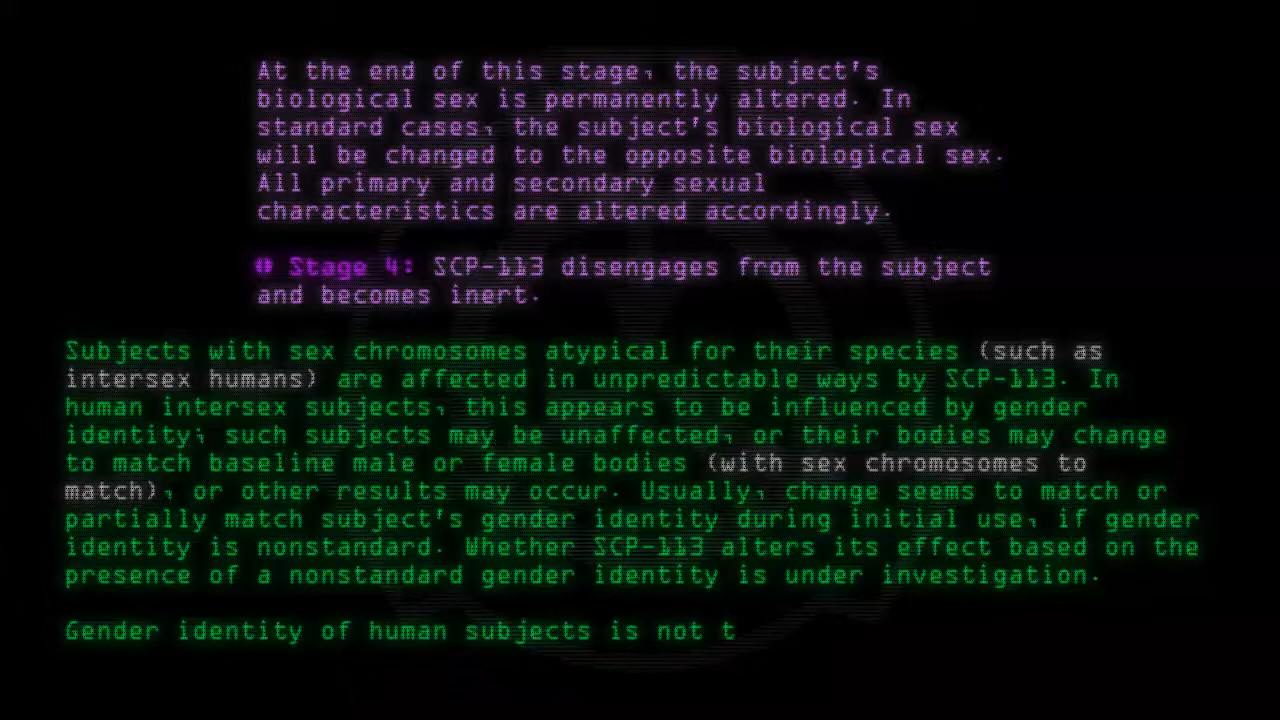 At the end of this stage, the subject's
biological sex is permanently altered. In
standard cases, the subject's biological sex
will be changed to the opposite biological sex.
All primary and secondary sexual
characteristics are altered accordingly.
Stage 4: SCP-113 disengages from the subject
and becomes inert.
Subjects with sex chromosomes atypical for their species (such as
intersex humans) are affected in unpredictable ways by SCP-113. In
human intersex subjects, this appears to be influenced by gender
identity; such subjects may be unaffected, or their bodies may change
to match baseline male or female bodies (with sex chromosomes to
match), or other results may occur. Usually, change seems to match or
partially match subject's gender identity during initial use, if gender
identity is nonstandard. Whether SCP-113 alters its effect based on the
presence of a nonstandard gender identity is under investigation.
Gender identity of human subjects is not t